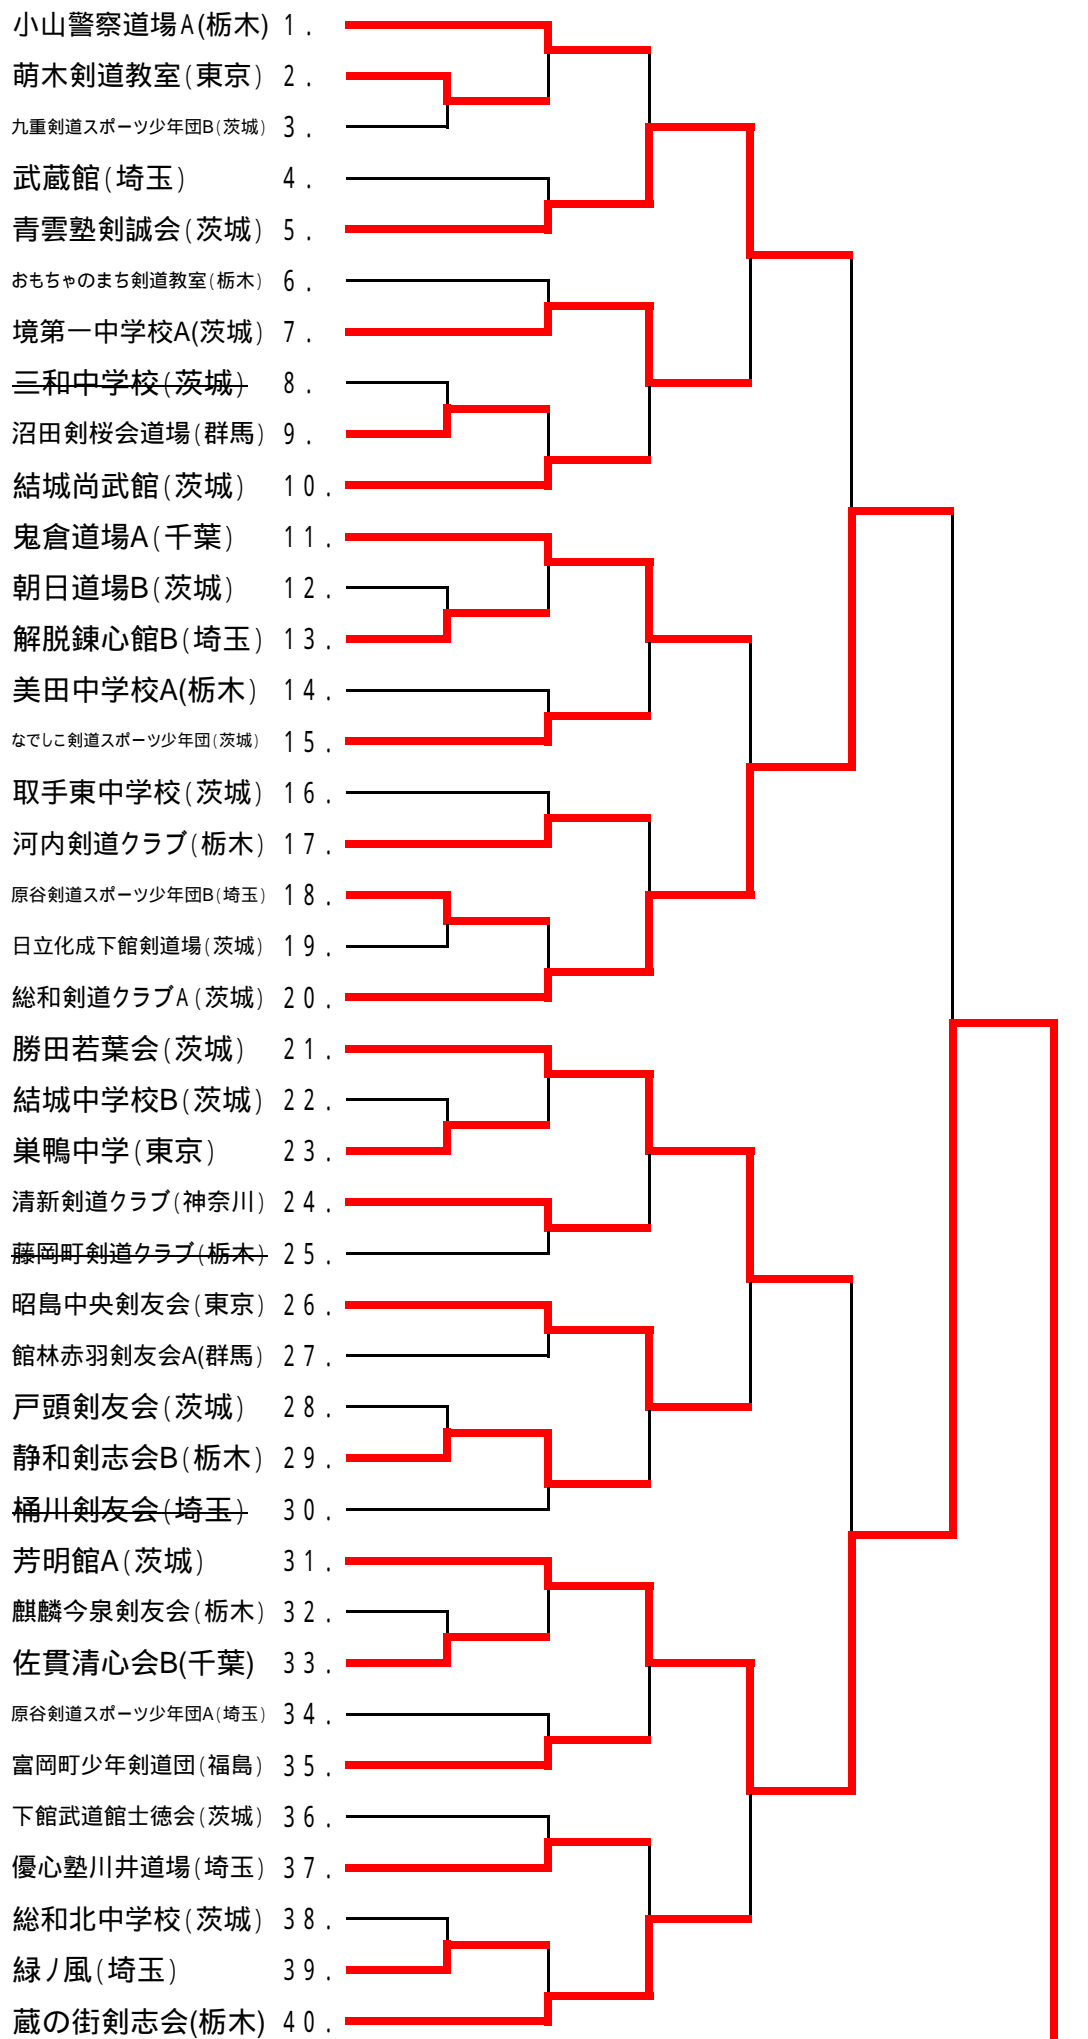 小山警察道場A(栃木) 1.
萌木剣道教室(東京) 2.
九重剣道スポーツ少年団B(茨城) 3.
武蔵館(埼玉) 4.
青雲塾剣誠会(茨城) 5.
おもちゃのまち剣道教室(栃木) 6.
境第一中学校A(茨城) 7.
三和中学校(茨城) 8.
沼田剣桜会道場(群馬) 9.
結城尚武館(茨城) 10.
鬼倉道場A(千葉) 11.
朝日道場B(茨城) 12.
解脱錬心館B(埼玉) 13.
美田中学校A(栃木) 14.
なでしこ剣道スポーツ少年団(茨城) 15.
取手東中学校(茨城) 16.
河内剣道クラブ(栃木) 17.
原谷剣道スポーツ少年団B(埼玉) 18.
日立化成下館剣道場(茨城) 19.
総和剣道クラブA(茨城) 20.
勝田若葉会(茨城) 21.
結城中学校B(茨城) 22.
巣鴨中学(東京) 23.
清新剣道クラブ(神奈川) 24.
藤岡町剣道クラブ(栃木) 25.
昭島中央剣友会(東京) 26.
館林赤羽剣友会A(群馬) 27.
戸頭剣友会(茨城) 28.
静和剣志会B(栃木) 29.
桶川剣友会(埼玉) 30.
芳明館A(茨城) 31.
麒麟今泉剣友会(栃木) 32.
佐貫清心会B(千葉) 33.
原谷剣道スポーツ少年団A(埼玉) 34.
富岡町少年剣道団(福島) 35.
下館武道館士徳会(茨城) 36.
優心塾川井道場(埼玉) 37.
総和北中学校(茨城) 38.
緑ノ風(埼玉) 39.
蔵の街剣志会(栃木) 40.